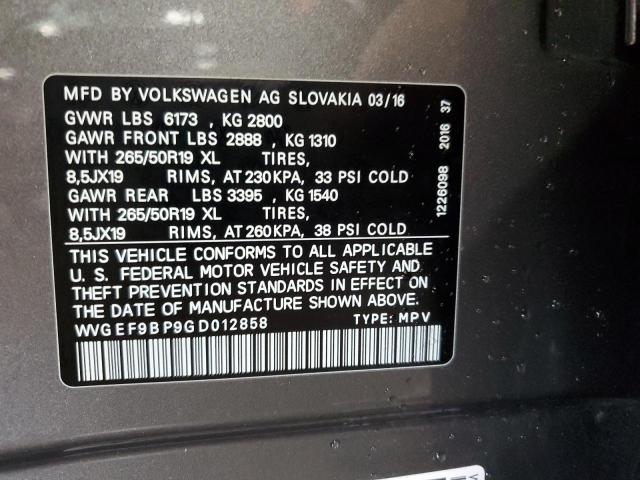 MFD BY VOLKSWAGEN AG SLOVAKIA 03/16
GVWR LBS 6173 , KG 2800
GAWR FRONT LBS 2888 , KG 1310
WITH 265/50R19 XL TIRES,
8,5JX19 RIMS, AT 230KPA, 33 PSI COLD
GAWR REAR LBS 3395 , KG 1540
WITH 265/50R19 XL TIRES,
8,5JX19 RIMS, AT 260KPA, 38 PSI COLD
THIS VEHICLE CONFORMS TO ALL APPLICABLE
U. S. FEDERAL MOTOR VEHICLE SAFETY AND
THEFT PREVENTION STANDARDS IN EFFECT ON
THE DATE OF MANUFACTURE SHOWN ABOVE.
WVGEF9BP9GD012858 TYPE: MPV
1226098 2016 37